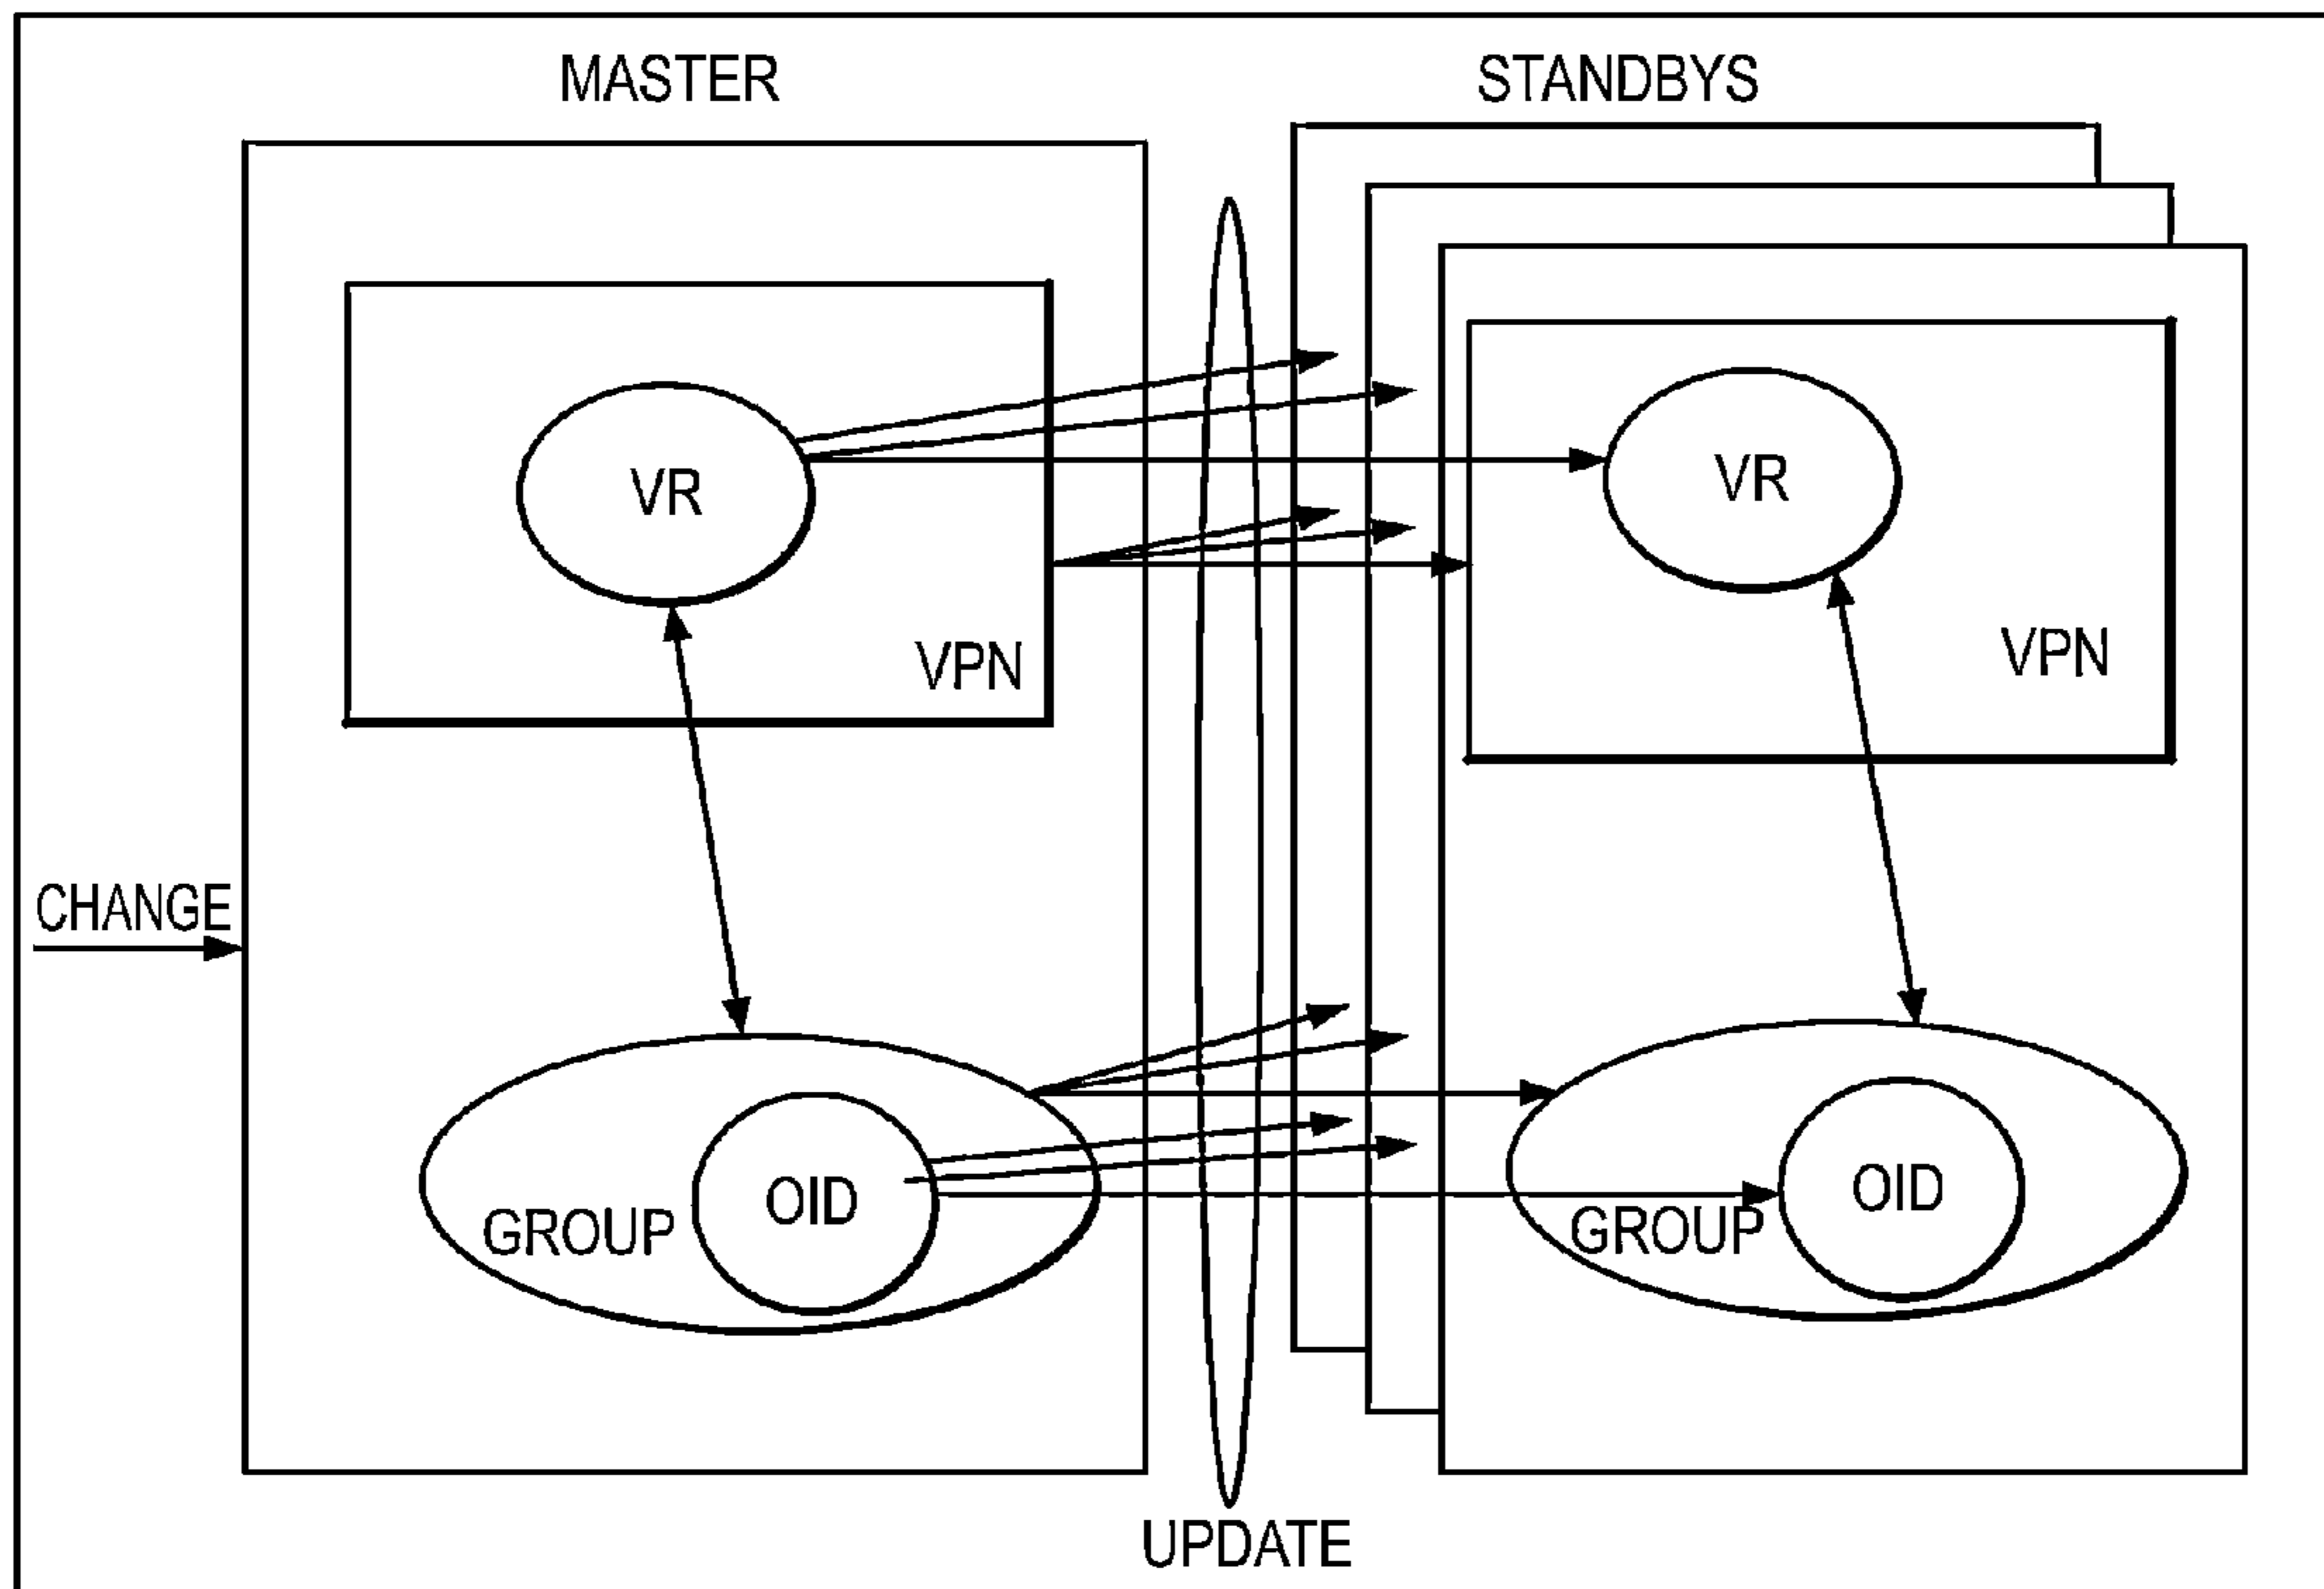 MASTER
STANDBYS
VR
VR
VPN
VPN
CHANGE
OID
GROUP
OID
GROUP
UPDATE